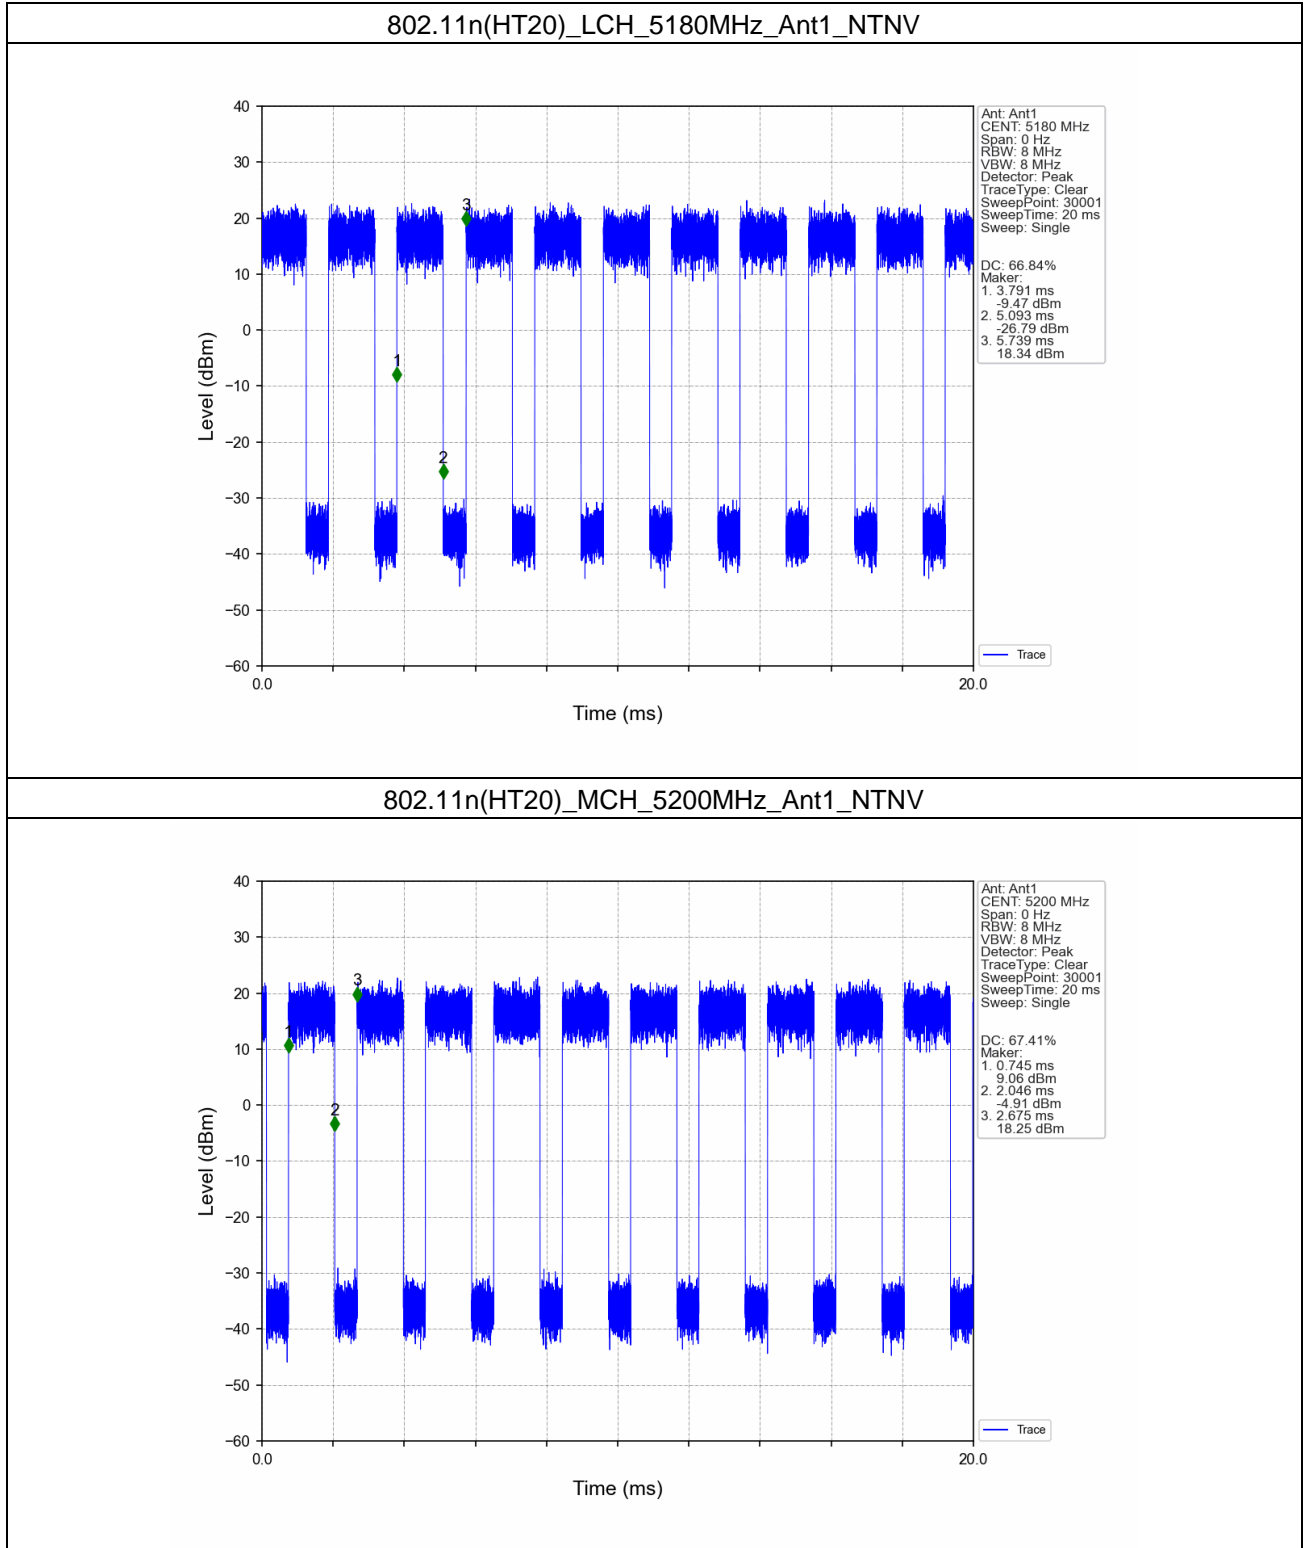 802.11n(HT20)_LCH_5180MHz_Ant1_NTNV
40
30
20
10
0
−10
−20
−30
−40
−50
−60
Level (dBm)
0.0
20.0
Time (ms)
1
2
3
Ant: Ant1
CENT: 5180 MHz
Span: 0 Hz
RBW: 8 MHz
VBW: 8 MHz
Detector: Peak
TraceType: Clear
SweepPoint: 30001
SweepTime: 20 ms
Sweep: Single
DC: 66.84%
Maker:
1. 3.791 ms
-9.47 dBm
2. 5.093 ms
-26.79 dBm
3. 5.739 ms
18.34 dBm
Trace
802.11n(HT20)_MCH_5200MHz_Ant1_NTNV
40
30
20
10
0
−10
−20
−30
−40
−50
−60
Level (dBm)
0.0
20.0
Time (ms)
1
2
3
Ant: Ant1
CENT: 5200 MHz
Span: 0 Hz
RBW: 8 MHz
VBW: 8 MHz
Detector: Peak
TraceType: Clear
SweepPoint: 30001
SweepTime: 20 ms
Sweep: Single
DC: 67.41%
Maker:
1. 0.745 ms
9.06 dBm
2. 2.046 ms
-4.91 dBm
3. 2.675 ms
18.25 dBm
Trace